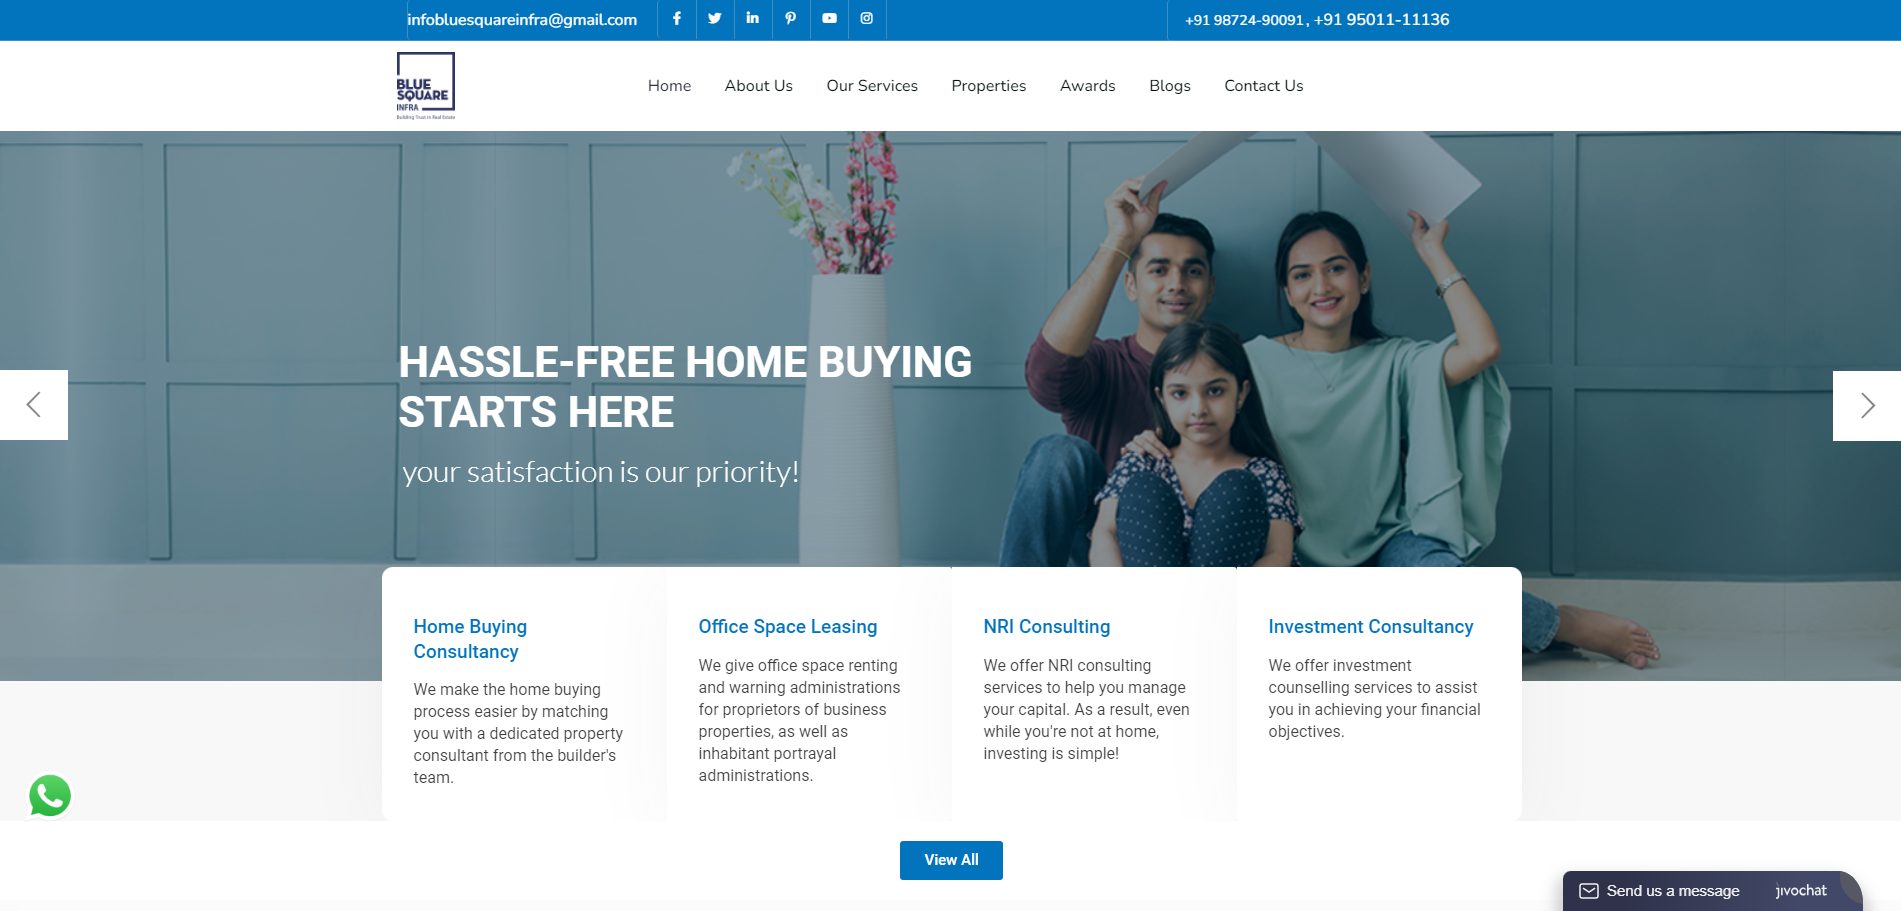 infobluesquareinfra@gmail.com
+91 98724-90091, +91 95011-11136
BLUE
SQUARE
INFRA
Building Trust In Real Estate
Home About Us Our Services Properties Awards Blogs Contact Us
HASSLE-FREE HOME BUYING
STARTS HERE
your satisfaction is our priority!
Home Buying
Consultancy
We make the home buying
process easier by matching
you with a dedicated property
consultant from the builder's
team.
Office Space Leasing
We give office space renting
and warning administrations
for proprietors of business
properties, as well as
inhabitant portrayal
administrations.
NRI Consulting
We offer NRI consulting
services to help you manage
your capital. As a result, even
while you're not at home,
investing is simple!
Investment Consultancy
We offer investment
counselling services to assist
you in achieving your financial
objectives.
View All
Send us a message jivochat